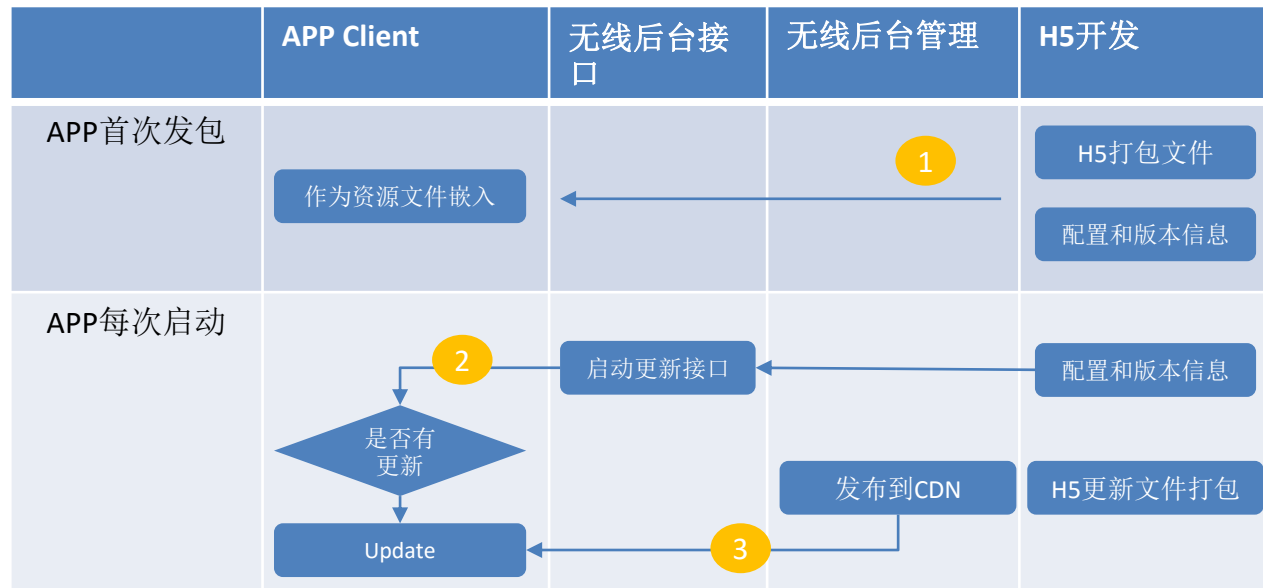 APP Client
无线后台接
口
无线后台管理
H5开发
APP首次发包
1
H5打包文件
作为资源文件嵌入
配置和版本信息
APP每次启动
2
启动更新接口
配置和版本信息
是否有
更新
发布到CDN
H5更新文件打包
Update
3